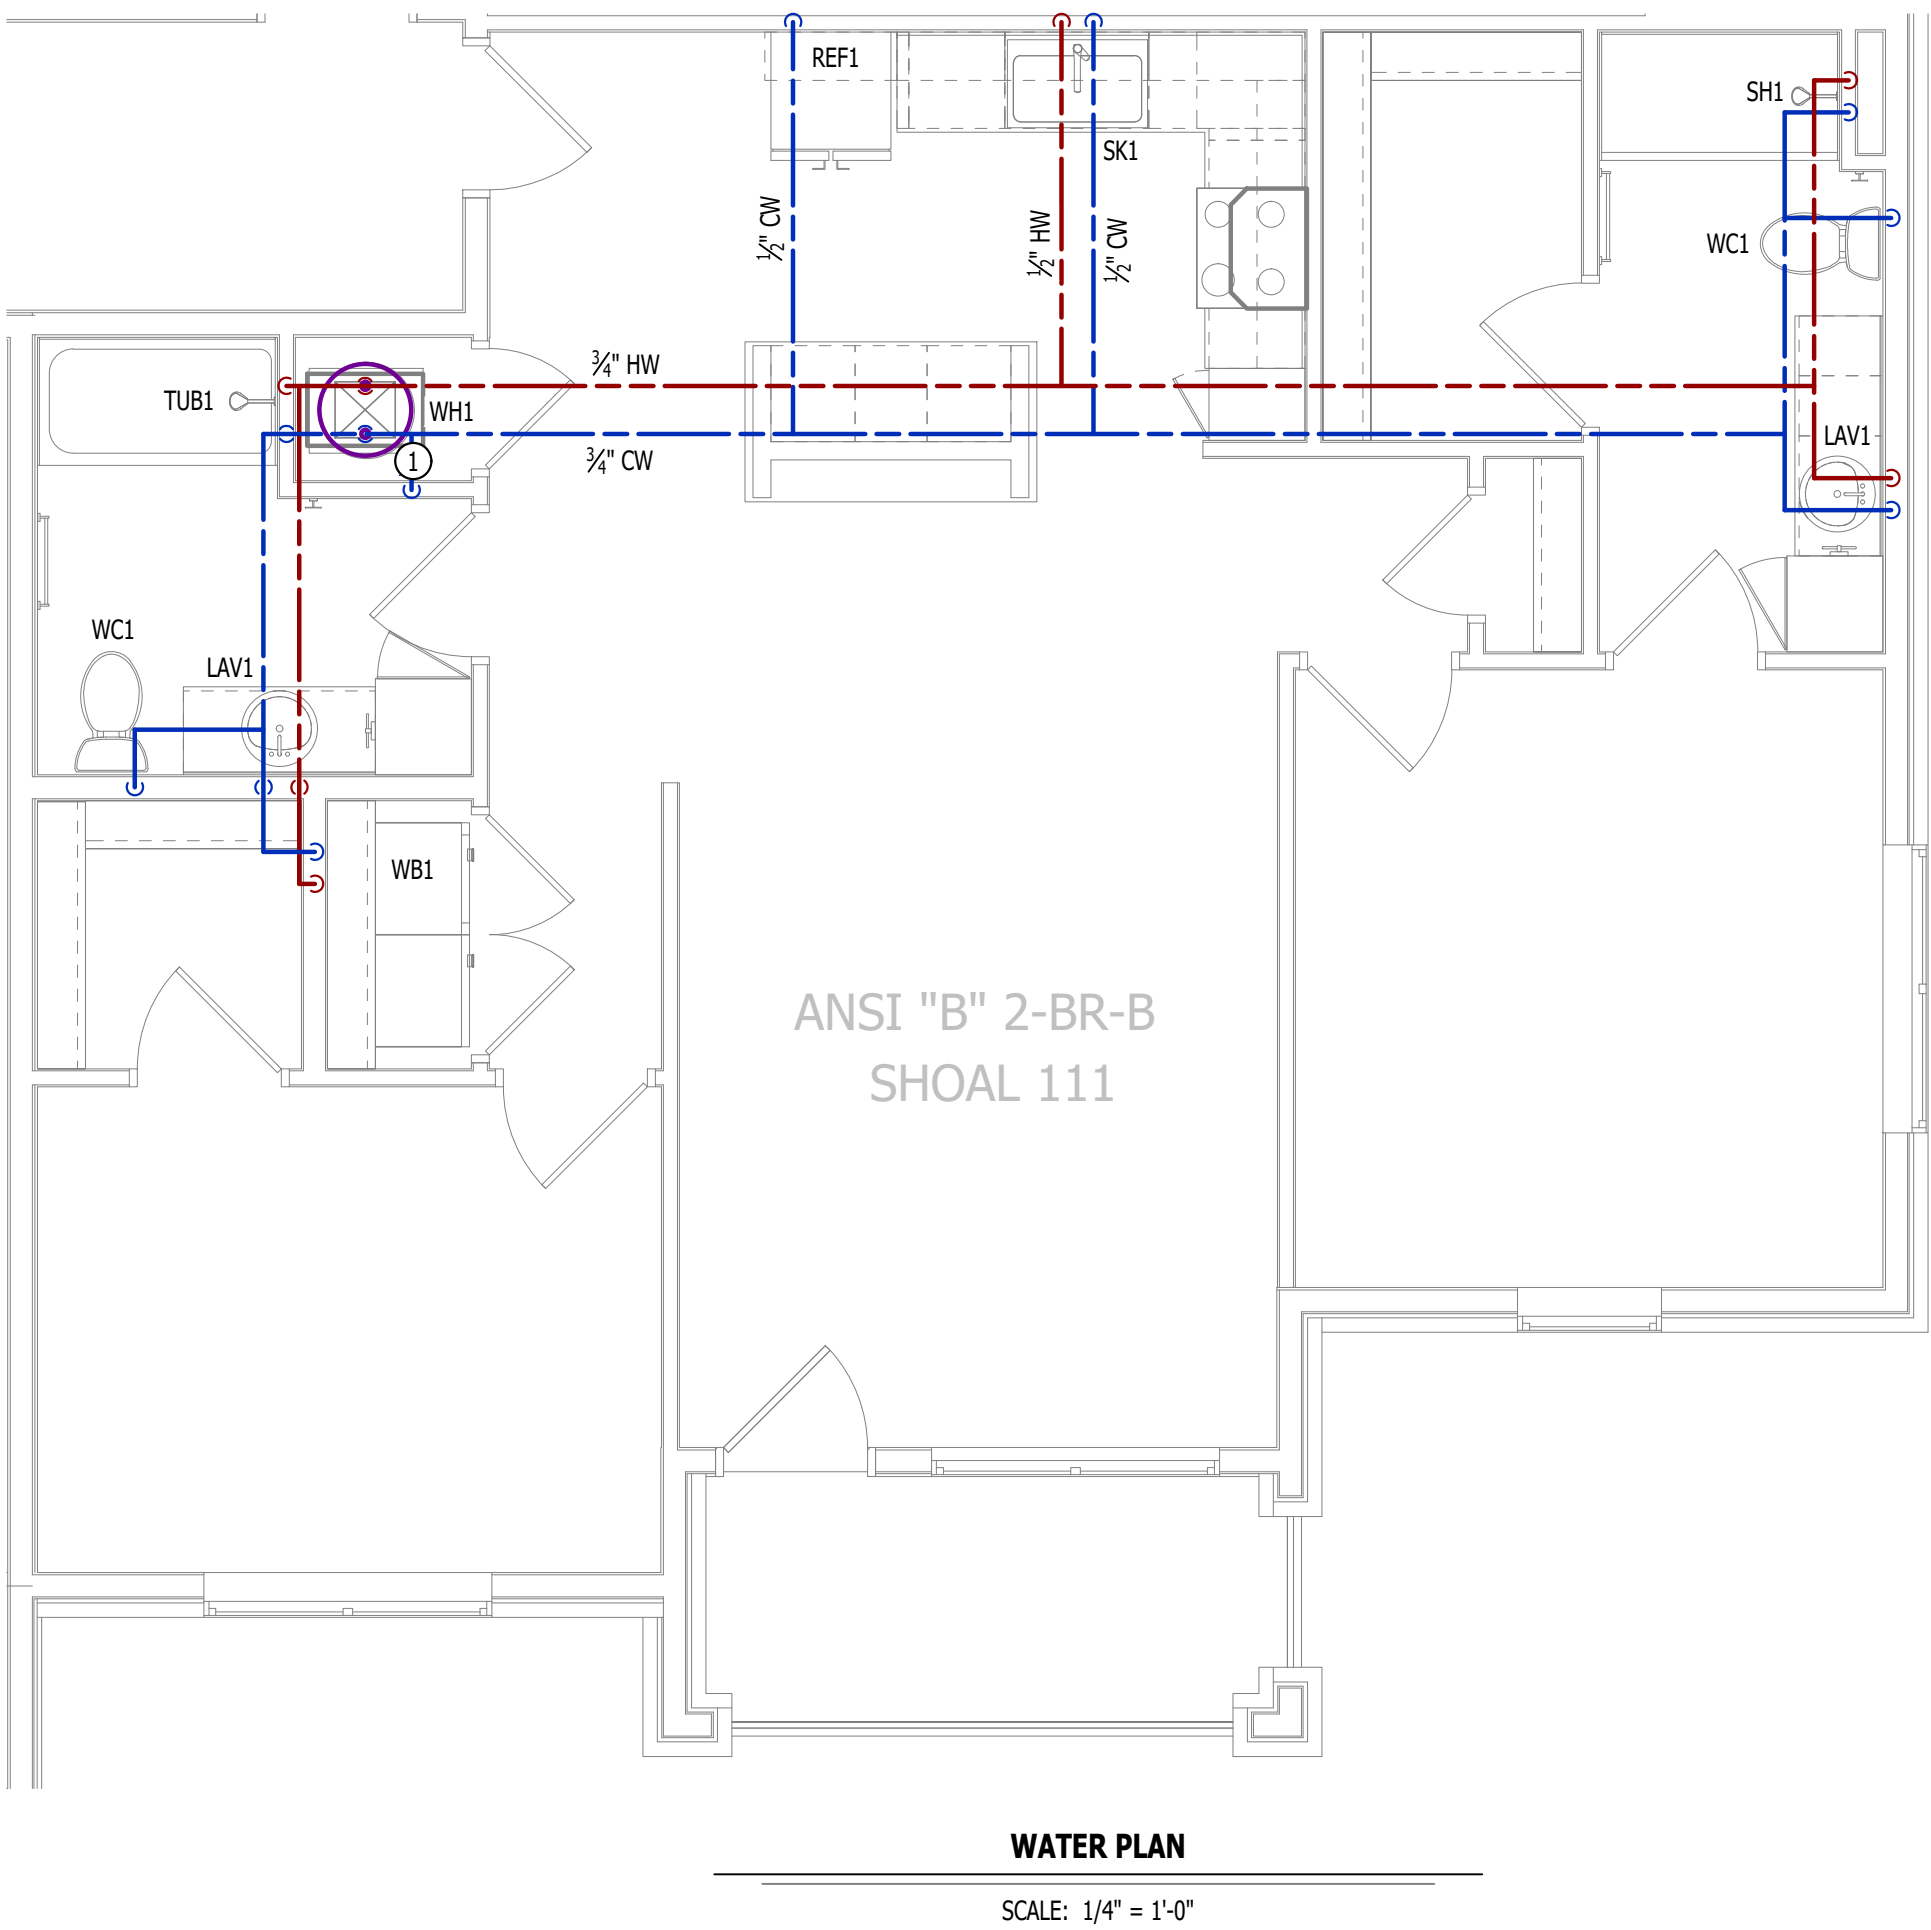 REF1
SH1
SK1
½" CW
½" HW
½" CW
WC1
¾" HW
TUB1
WH1
LAV1
¾" CW
1
WC1
LAV1
WB1
ANSI "B" 2-BR-B
SHOAL 111
WATER PLAN
SCALE: 1/4" = 1'-0"